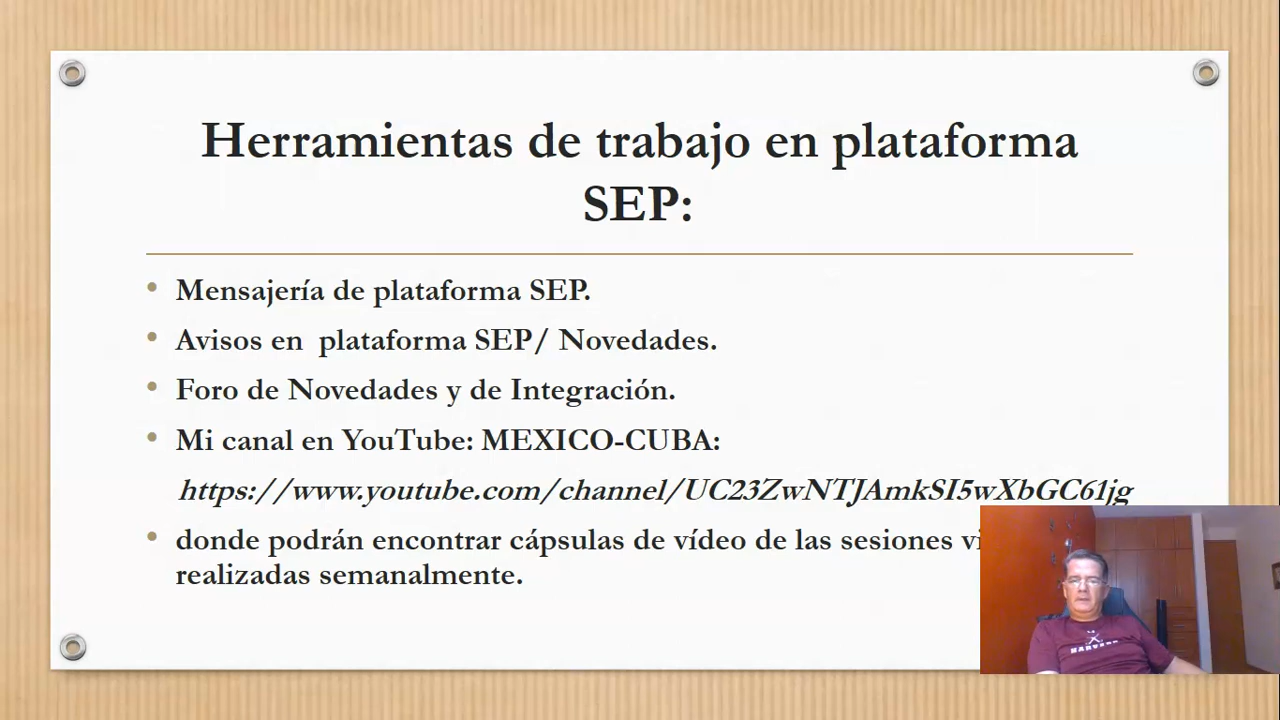 Herramientas de trabajo en plataforma
SEP:
• Mensajería de plataforma SEP.
• Avisos en plataforma SEP/ Novedades.
• Foro de Novedades y de Integración.
• Mi canal en YouTube: MEXICO-CUBA:
https://www.youtube.com/channel/UC23ZwNTJAmkSI5wXbGC61jg
• donde podrán encontrar cápsulas de vídeo de las sesiones
realizadas semanalmente.
HARVARD